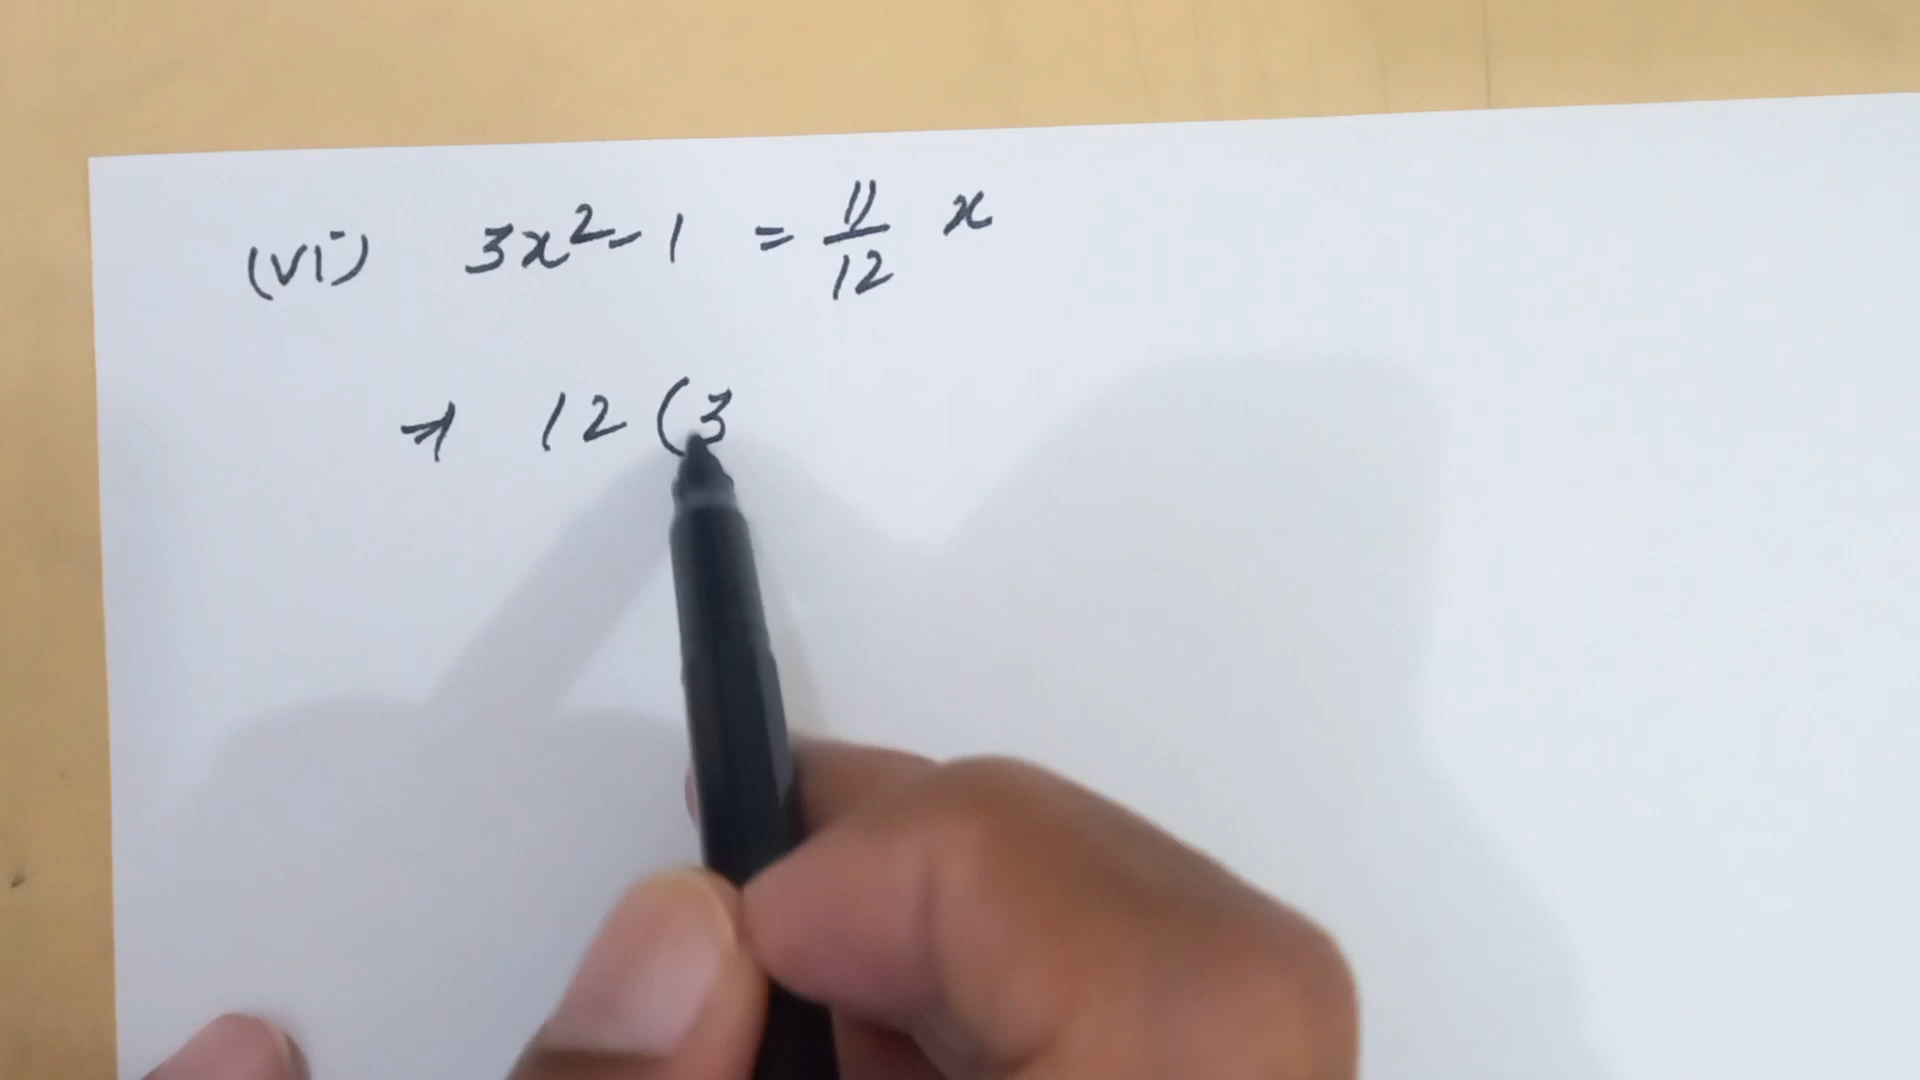 (vi) 3x² - 1 = 11/12 x
⇒ 12 (3